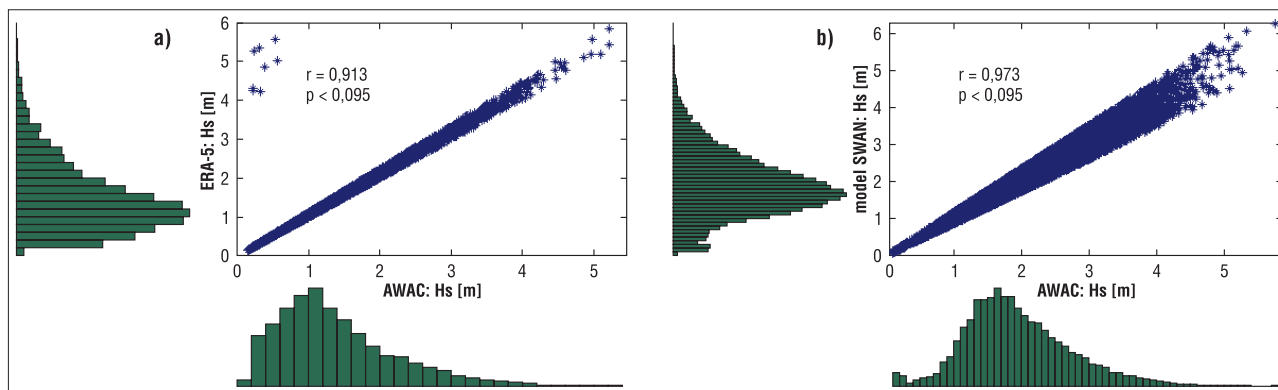 a)
r = 0,913
p < 0,095
ERA-5: Hs [m]
6
5
4
3
2
1
0
0 1 2 3 4 5
AWAC: Hs [m]
b)
r = 0,973
p < 0,095
model SWAN: Hs [m]
6
5
4
3
2
1
0
0 1 2 3 4 5
AWAC: Hs [m]